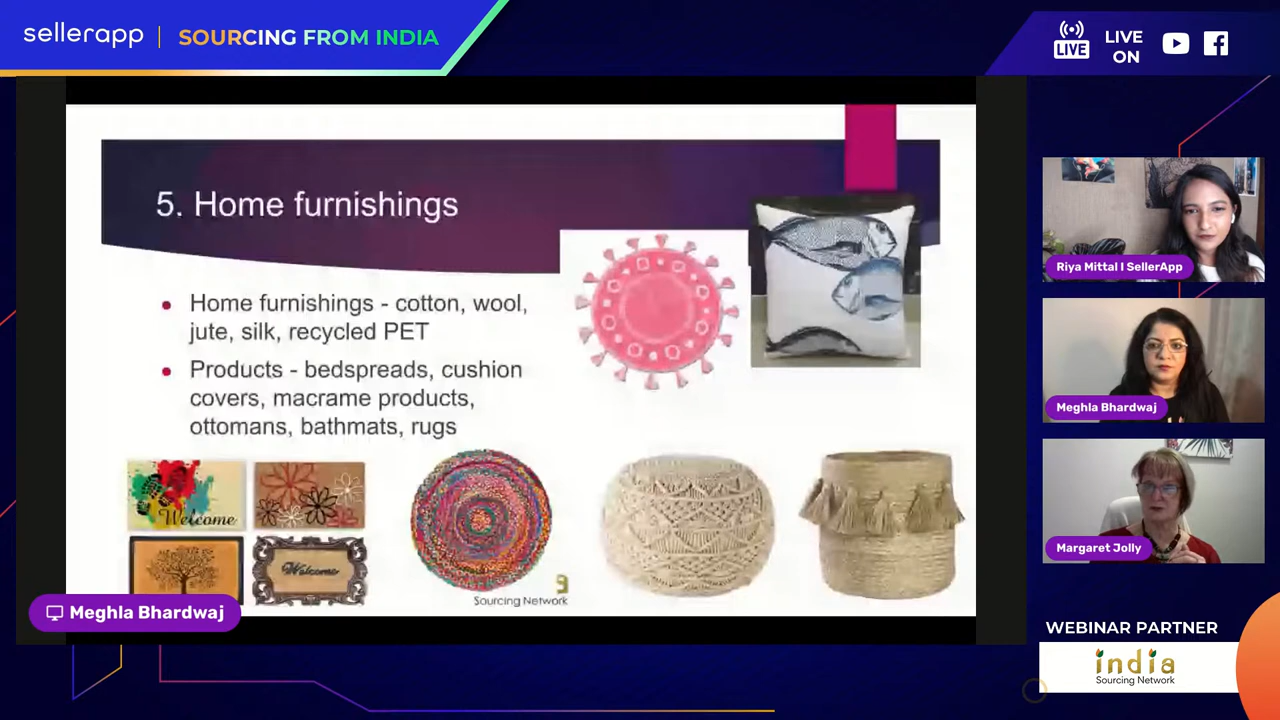 sellerapp
SOURCING FROM INDIA
LIVE
LIVE
ON
5. Home furnishings
Home furnishings - cotton, wool,
jute, silk, recycled PET
Products - bedspreads, cushion
covers, macrame products,
ottomans, bathmats, rugs
Welcome
Welcome
Sourcing Network
Meghla Bhardwaj
Riya Mittal I SellerApp
Meghla Bhardwaj
Margaret Jolly
WEBINAR PARTNER
india
Sourcing Network